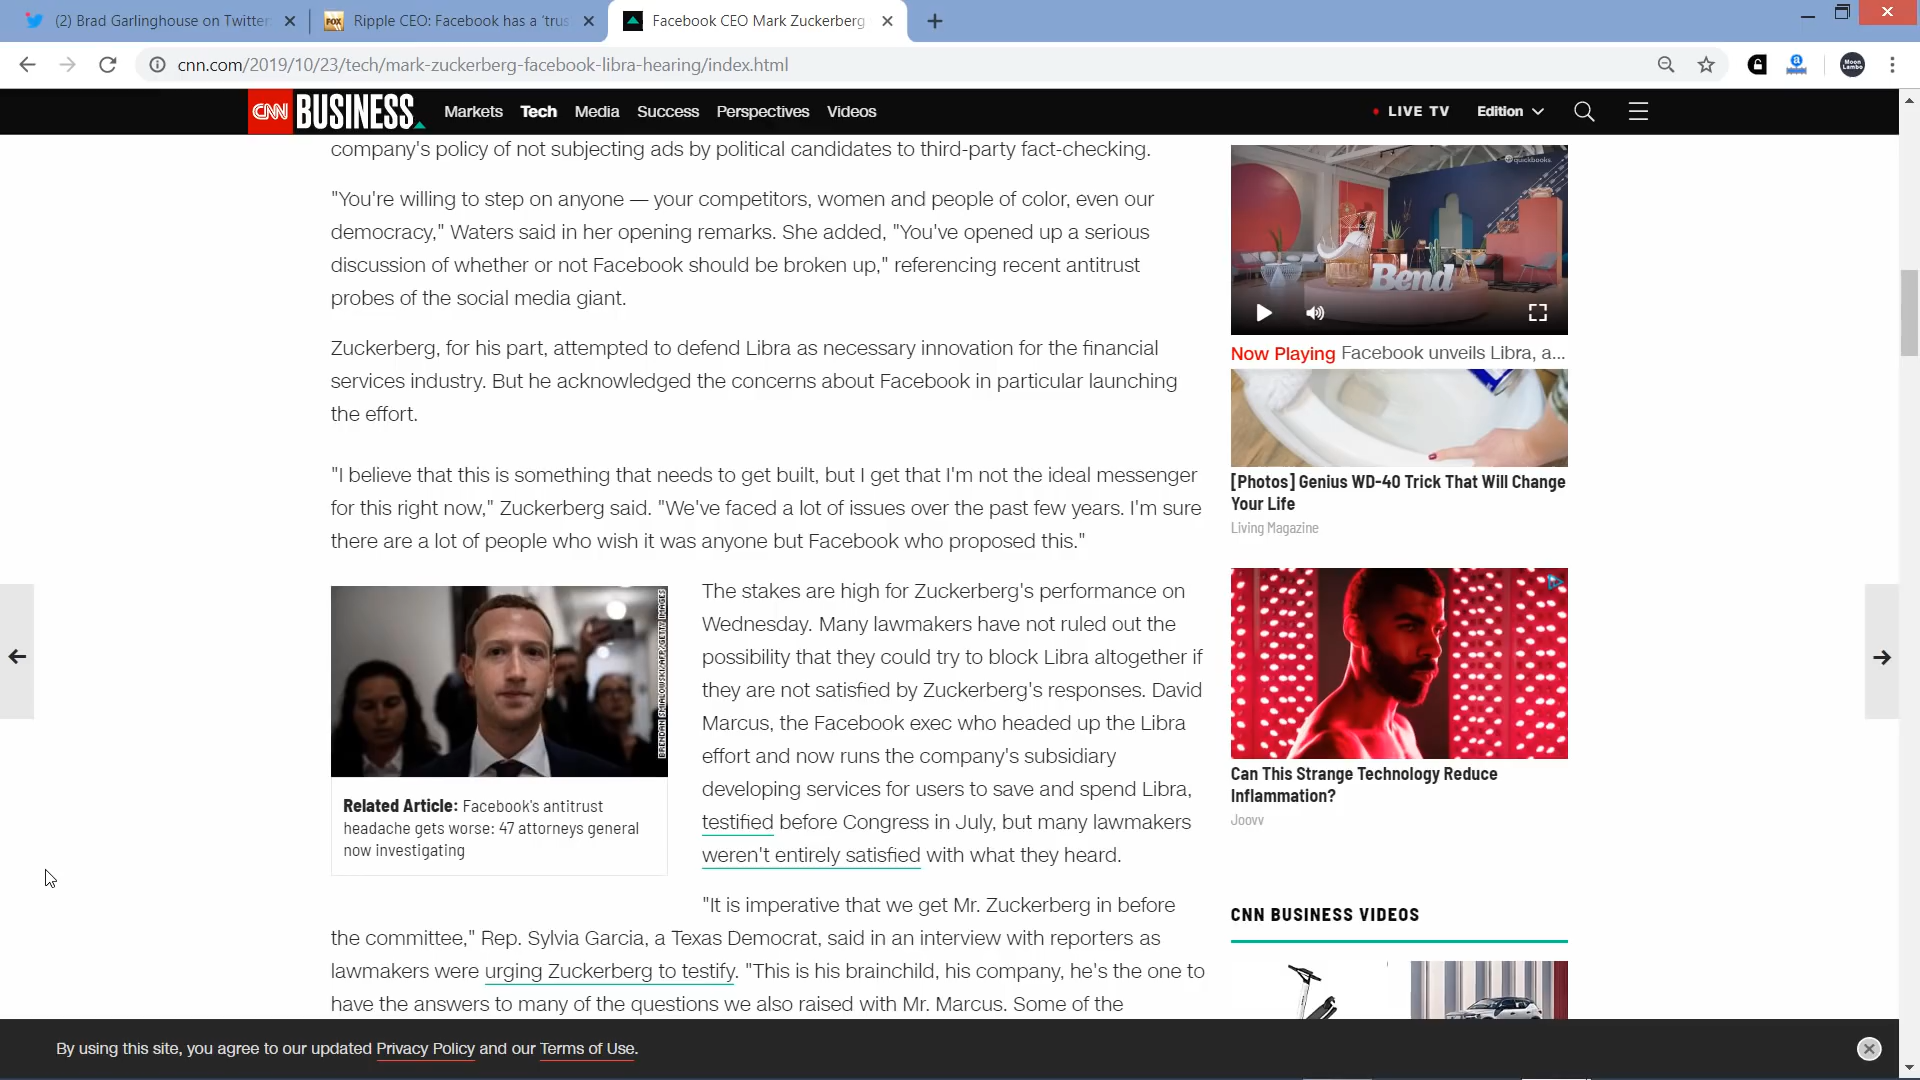 (2) Brad Garlinghouse on Twitter
Ripple CEO: Facebook has a 'trus
Facebook CEO Mark Zuckerberg
cnn.com/2019/10/23/tech/mark-zuckerberg-facebook-libra-hearing/index.html
Moon Lambo
CNN BUSINESS Markets Tech Media Success Perspectives Videos LIVE TV Edition
company's policy of not subjecting ads by political candidates to third-party fact-checking.
"You're willing to step on anyone — your competitors, women and people of color, even our
democracy," Waters said in her opening remarks. She added, "You've opened up a serious
discussion of whether or not Facebook should be broken up," referencing recent antitrust
probes of the social media giant.
Zuckerberg, for his part, attempted to defend Libra as necessary innovation for the financial
services industry. But he acknowledged the concerns about Facebook in particular launching
the effort.
"I believe that this is something that needs to get built, but I get that I'm not the ideal messenger
for this right now," Zuckerberg said. "We've faced a lot of issues over the past few years. I'm sure
there are a lot of people who wish it was anyone but Facebook who proposed this."
BRENDAN SMIALOWSKI/AFP/GETTY IMAGES
Related Article: Facebook's antitrust
headache gets worse: 47 attorneys general
now investigating
The stakes are high for Zuckerberg's performance on
Wednesday. Many lawmakers have not ruled out the
possibility that they could try to block Libra altogether if
they are not satisfied by Zuckerberg's responses. David
Marcus, the Facebook exec who headed up the Libra
effort and now runs the company's subsidiary
developing services for users to save and spend Libra,
testified before Congress in July, but many lawmakers
weren't entirely satisfied with what they heard.
"It is imperative that we get Mr. Zuckerberg in before
the committee," Rep. Sylvia Garcia, a Texas Democrat, said in an interview with reporters as
lawmakers were urging Zuckerberg to testify. "This is his brainchild, his company, he's the one to
have the answers to many of the questions we also raised with Mr. Marcus. Some of the
quickbooks
Bend
Now Playing Facebook unveils Libra, a...
[Photos] Genius WD-40 Trick That Will Change
Your Life
Living Magazine
Can This Strange Technology Reduce
Inflammation?
Joovv
CNN BUSINESS VIDEOS
By using this site, you agree to our updated Privacy Policy and our Terms of Use.